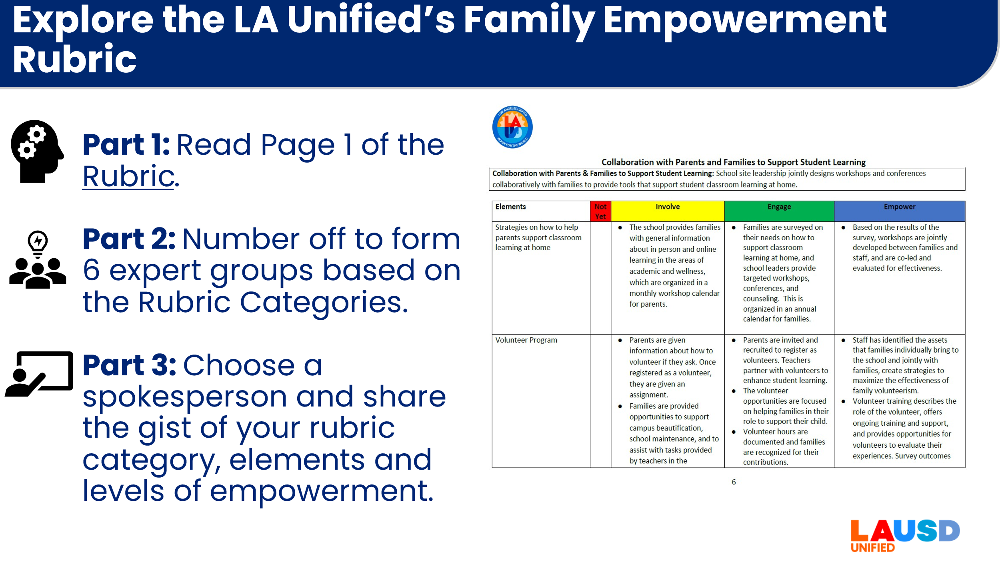 Explore the LA Unified’s Family Empowerment
Rubric
Part 1: Read Page 1 of the
Rubric.
Part 2: Number off to form
6 expert groups based on
the Rubric Categories.
Part 3: Choose a
spokesperson and share
the gist of your rubric
category, elements and
levels of empowerment.
LOS ANGELES UNIFIED
LAUSD
READY FOR THE WORLD
Collaboration with Parents and Families to Support Student Learning
Collaboration with Parents & Families to Support Student Learning: School site leadership jointly designs workshops and conferences
collaboratively with families to provide tools that support student classroom learning at home.
Elements
Not
Yet
Involve
Engage
Empower
Strategies on how to help
parents support classroom
learning at home
● The school provides families
with general information
about in person and online
learning in the areas of
academic and wellness,
which are organized in a
monthly workshop calendar
for parents.
● Families are surveyed on
their needs on how to
support classroom
learning at home, and
school leaders provide
targeted workshops,
conferences, and
counseling. This is
organized in an annual
calendar for families.
● Based on the results of the
survey, workshops are jointly
developed between families and
staff, and are co-led and
evaluated for effectiveness.
Volunteer Program
● Parents are given
information about how to
volunteer if they ask. Once
registered as a volunteer,
they are given an
assignment.
● Families are provided
opportunities to support
campus beautification,
school maintenance, and to
assist with tasks provided
by teachers in the
● Parents are invited and
recruited to register as
volunteers. Teachers
partner with volunteers to
enhance student learning.
● The volunteer
opportunities are focused
on helping families in their
role to support their child.
● Volunteer hours are
documented and families
are recognized for their
contributions.
● Staff has identified the assets
that families individually bring to
the school and jointly with
families, create strategies to
maximize the effectiveness of
family volunteerism.
● Volunteer training describes the
role of the volunteer, offers
ongoing training and support,
and provides opportunities for
volunteers to evaluate their
experiences. Survey outcomes
6
LAUSD
UNIFIED